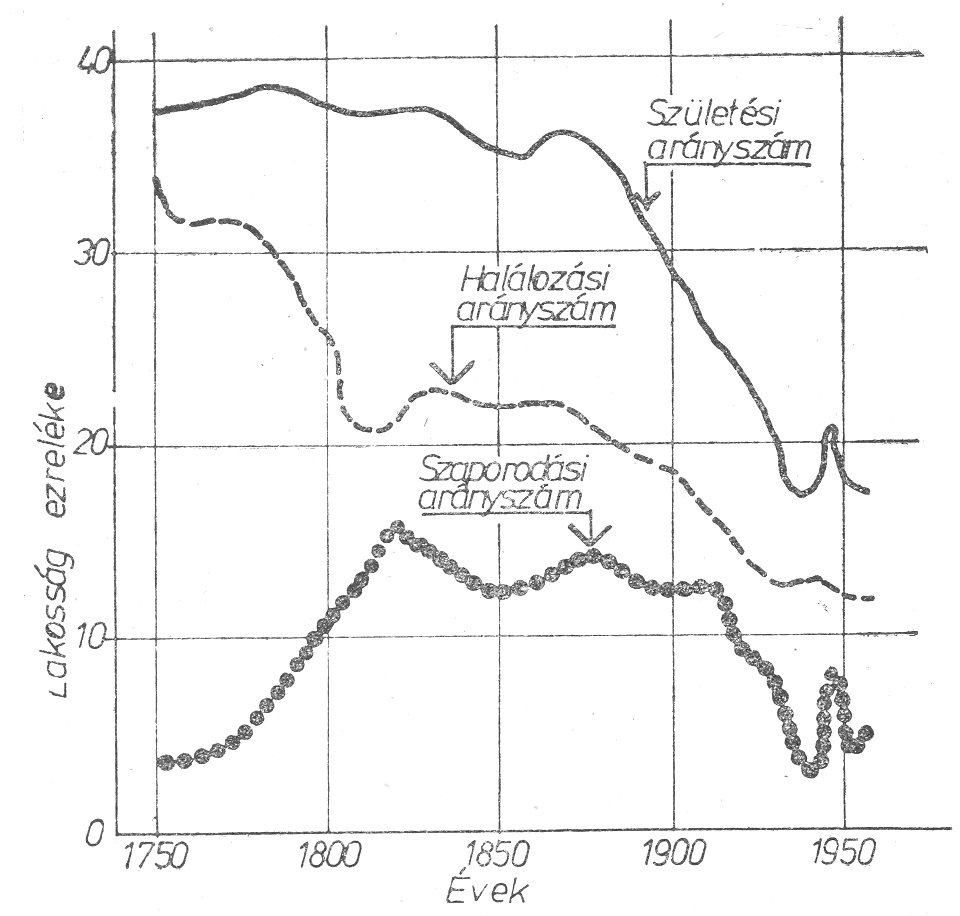 40
Születési
arányszám
30
Halálozási
arányszám
Lakosság ezreléke
20
Szaporodási
arányszám
10
0
1750
1800
1850
1900
1950
Évek